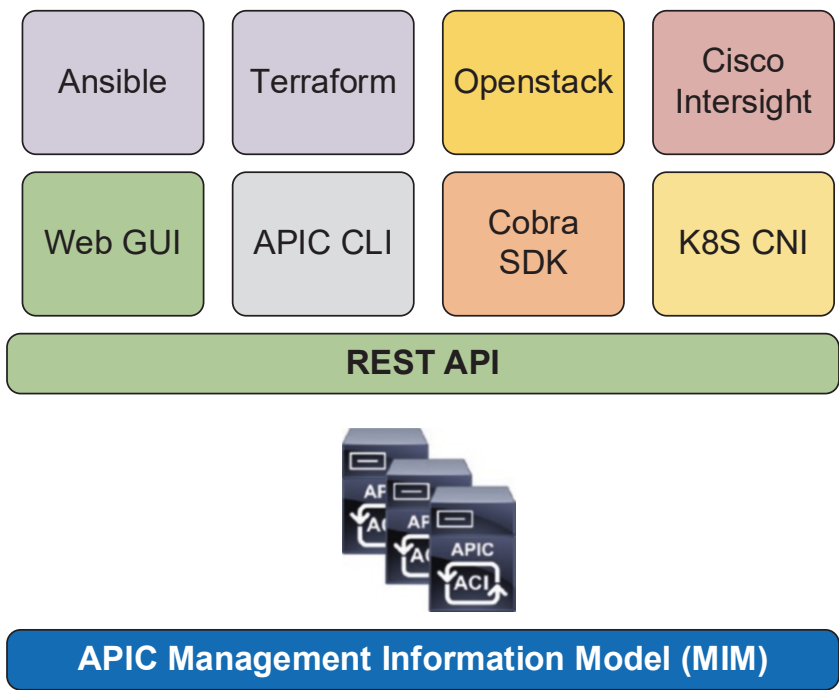 Ansible
Terraform
Openstack
Cisco
Intersight
Web GUI
APIC CLI
Cobra
SDK
K8S CNI
REST API
APIC
ACI
APIC Management Information Model (MIM)